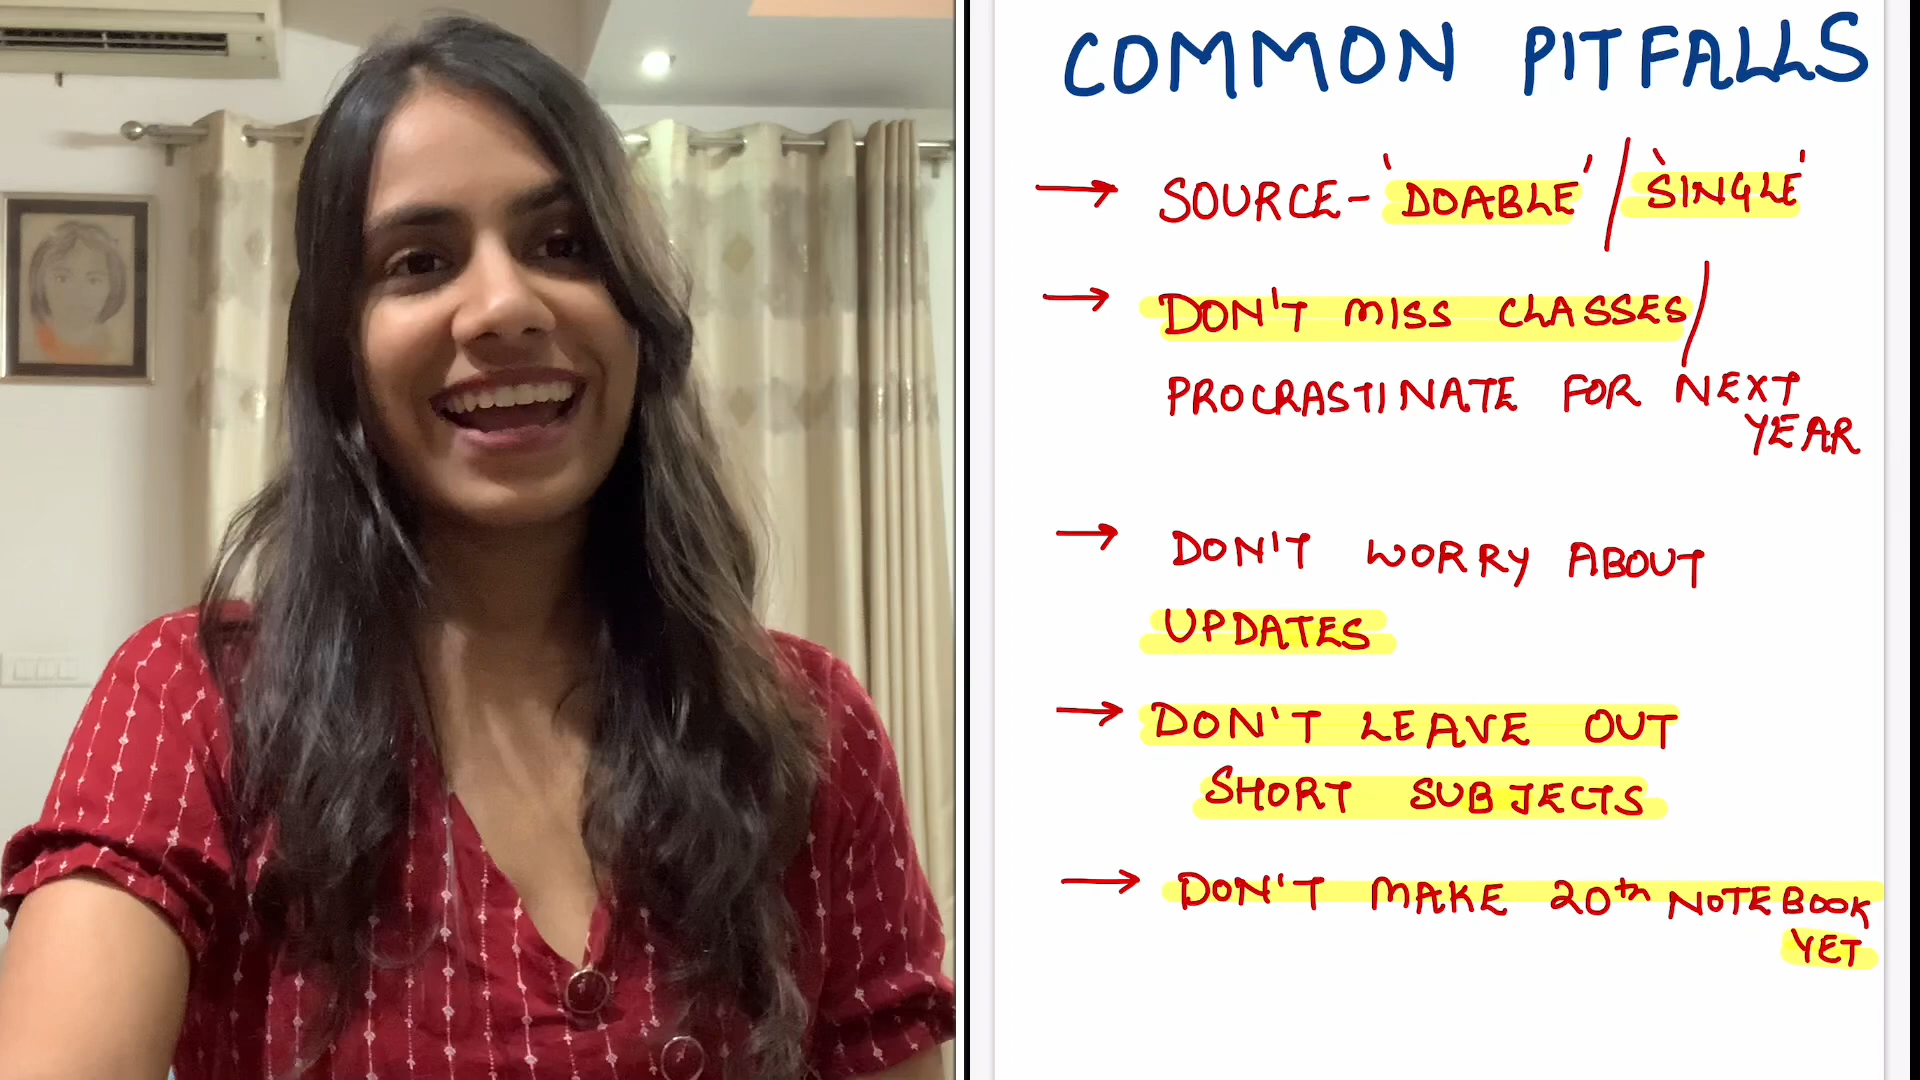 COMMON PITFALLS
→ SOURCE - 'DOABLE' / 'SINGLE'
→ DON'T MISS CLASSES /
PROCRASTINATE FOR NEXT
YEAR
→ DON'T WORRY ABOUT
UPDATES
→ DON'T LEAVE OUT
SHORT SUBJECTS
→ DON'T MAKE 20th NOTEBOOK
YET